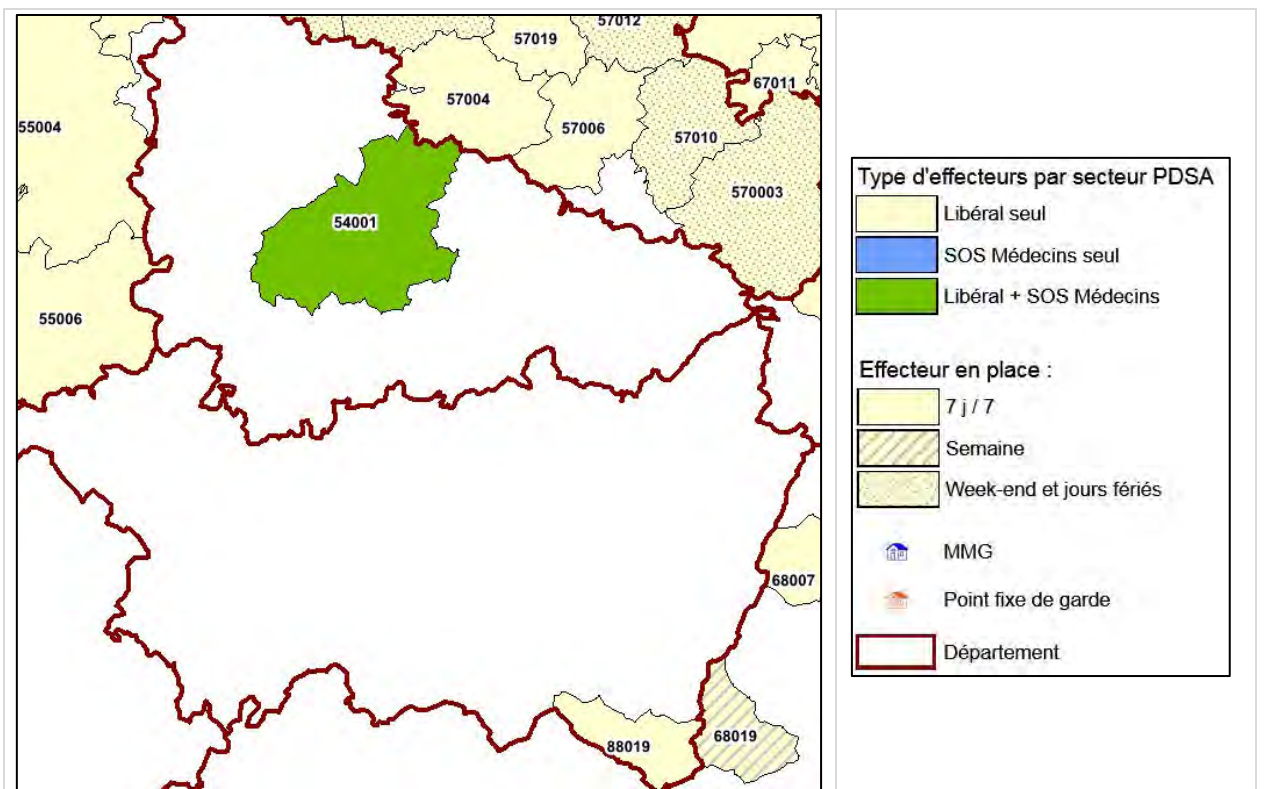 57012
57019
67011
57004
55004
57006
57010
570003
54001
55006
68007
88019
68019
Type d'effecteurs par secteur PDSA
Libéral seul
SOS Médecins seul
Libéral + SOS Médecins
Effecteur en place :
7 j / 7
Semaine
Week-end et jours fériés
MMG
Point fixe de garde
Département